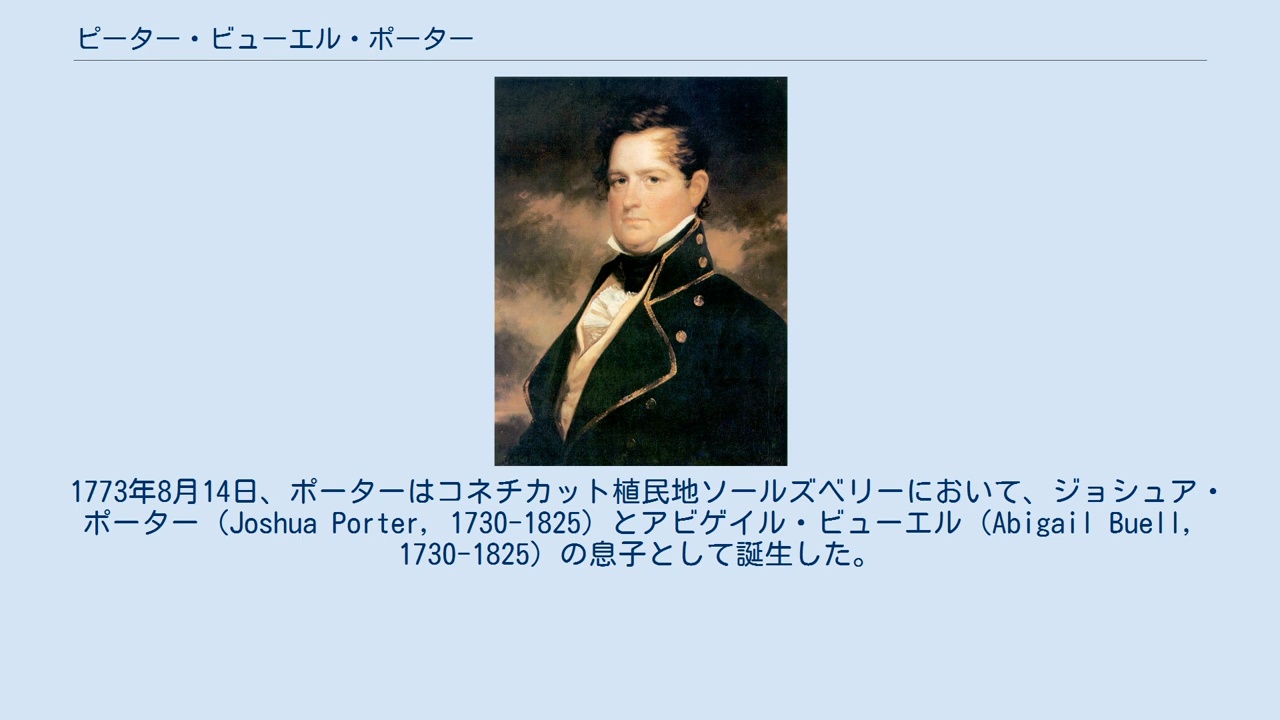 ピーター・ビューエル・ポーター
1773年8月14日、ポーターはコネチカット植民地ソールズベリーにおいて、ジョシュア・
ポーター（Joshua Porter, 1730-1825）とアビゲイル・ビューエル（Abigail Buell,
1730-1825）の息子として誕生した。